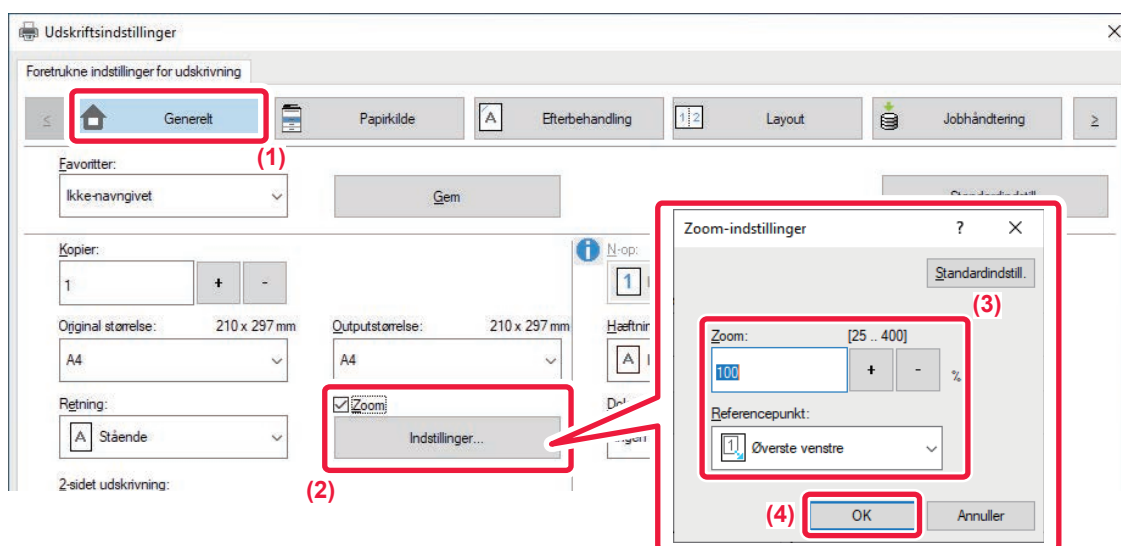 Udskriftsindstillinger
Foretrukne indstillinger for udskrivning
Generelt
Papirkilde
Efterbehandling
Layout
Jobhåndtering
(1)
Favoritter:
Ikke-navngivet
Gem
Kopier:
1
+ -
N-op:
1
Original størrelse: 210 x 297 mm
Outputstørrelse: 210 x 297 mm
A4
A4
Retning:
Stående
Zoom
Indstillinger...
(2)
2-sidet udskrivning:
Zoom-indstillinger
?
Standardindstill.
(3)
Zoom: [25 .. 400]
100
+ - %
Referencepunkt:
1 Øverste venstre
(4)
OK
Annuller